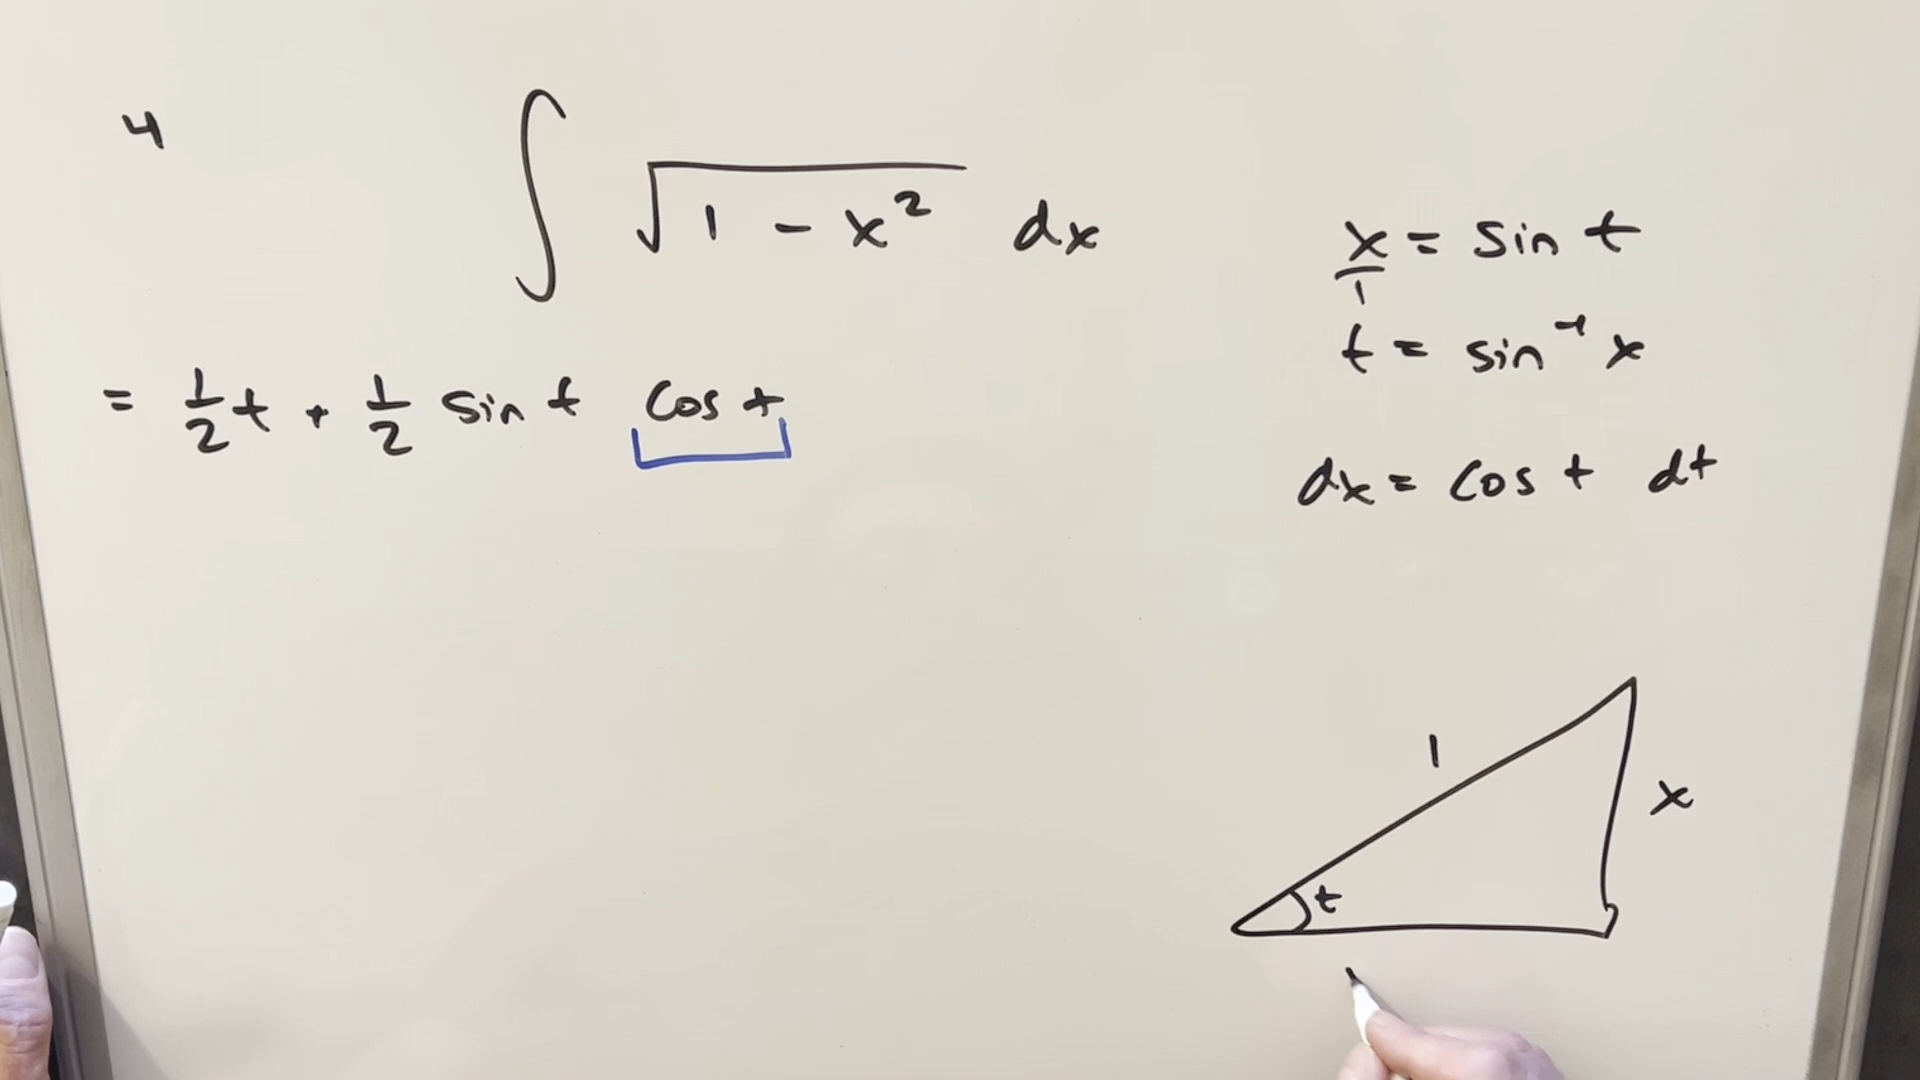 4
∫ √(1 - x²) dx
x/1 = sin t
t = sin⁻¹ x
= 1/2 t + 1/2 sin t cos t
dx = cos t dt
1
x
t